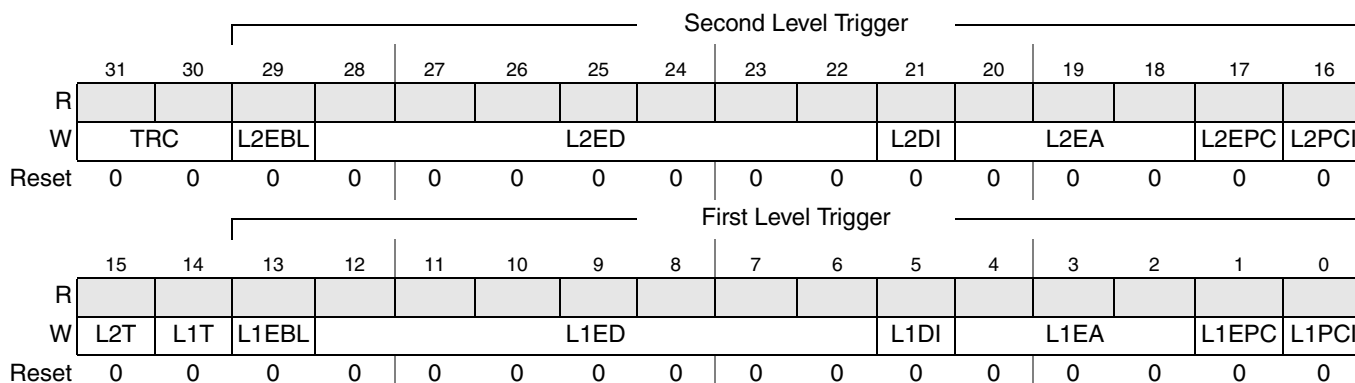 Second Level Trigger
31 30 29 28 27 26 25 24 23 22 21 20 19 18 17 16
R
W TRC L2EBL L2ED L2DI L2EA L2EPC L2PCI
Reset 0 0 0 0 0 0 0 0 0 0 0 0 0 0 0 0
First Level Trigger
15 14 13 12 11 10 9 8 7 6 5 4 3 2 1 0
R
W L2T L1T L1EBL L1ED L1DI L1EA L1EPC L1PCI
Reset 0 0 0 0 0 0 0 0 0 0 0 0 0 0 0 0